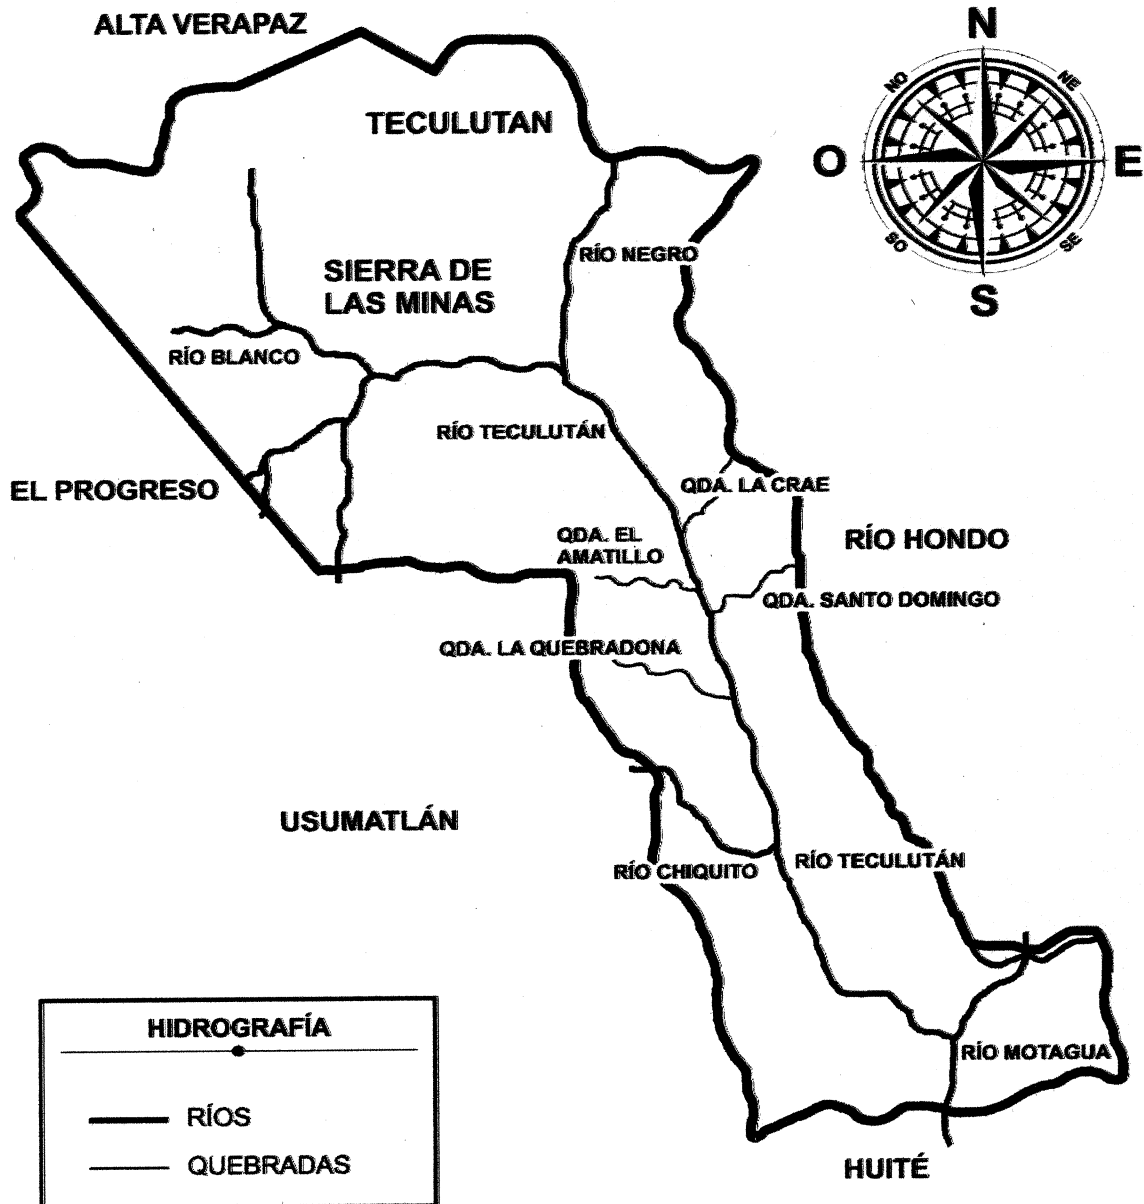 ALTA VERAPAZ
N
TECULUTAN
NO
NE
O
E
RÍO NEGRO
SO
SE
SIERRA DE
LAS MINAS
S
RÍO BLANCO
RÍO TECULUTÁN
EL PROGRESO
QDA. LA CRAE
QDA. EL
AMATILLO
RÍO HONDO
QDA. SANTO DOMINGO
QDA. LA QUEBRADONA
USUMATLÁN
RÍO CHIQUITO
RÍO TECULUTÁN
HIDROGRAFÍA
RÍO MOTAGUA
RÍOS
QUEBRADAS
HUITÉ